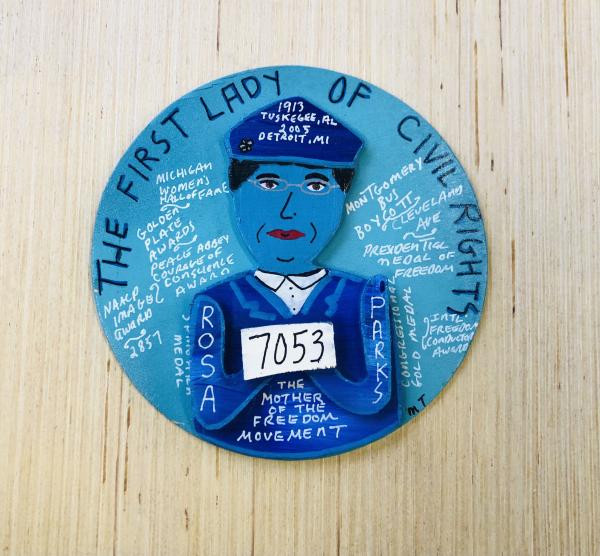 THE FIRST LADY OF CIVIL RIGHTS
1913
TUSKEGEE, AL
2005
DETROIT, MI
MICHIGAN
WOMEN'S
HALL OF FAME
GOLDEN
PLATE
AWARDS
PEACE ABBEY
COURAGE OF
CONSCIENCE
AWARD
NAACP
IMAGE
AWARD
2857
MEDAL
MONTGOMERY
BUS
BOYCOTT
CLEVELAND
AVE
PRESIDENTIAL
MEDAL OF
FREEDOM
CONGRESSIONAL
GOLD MEDAL
INT'L
FREEDOM
CONDUCTOR
AWARD
ROSA
PARKS
7053
THE
MOTHER
OF THE
FREEDOM
MOVEMENT
MT